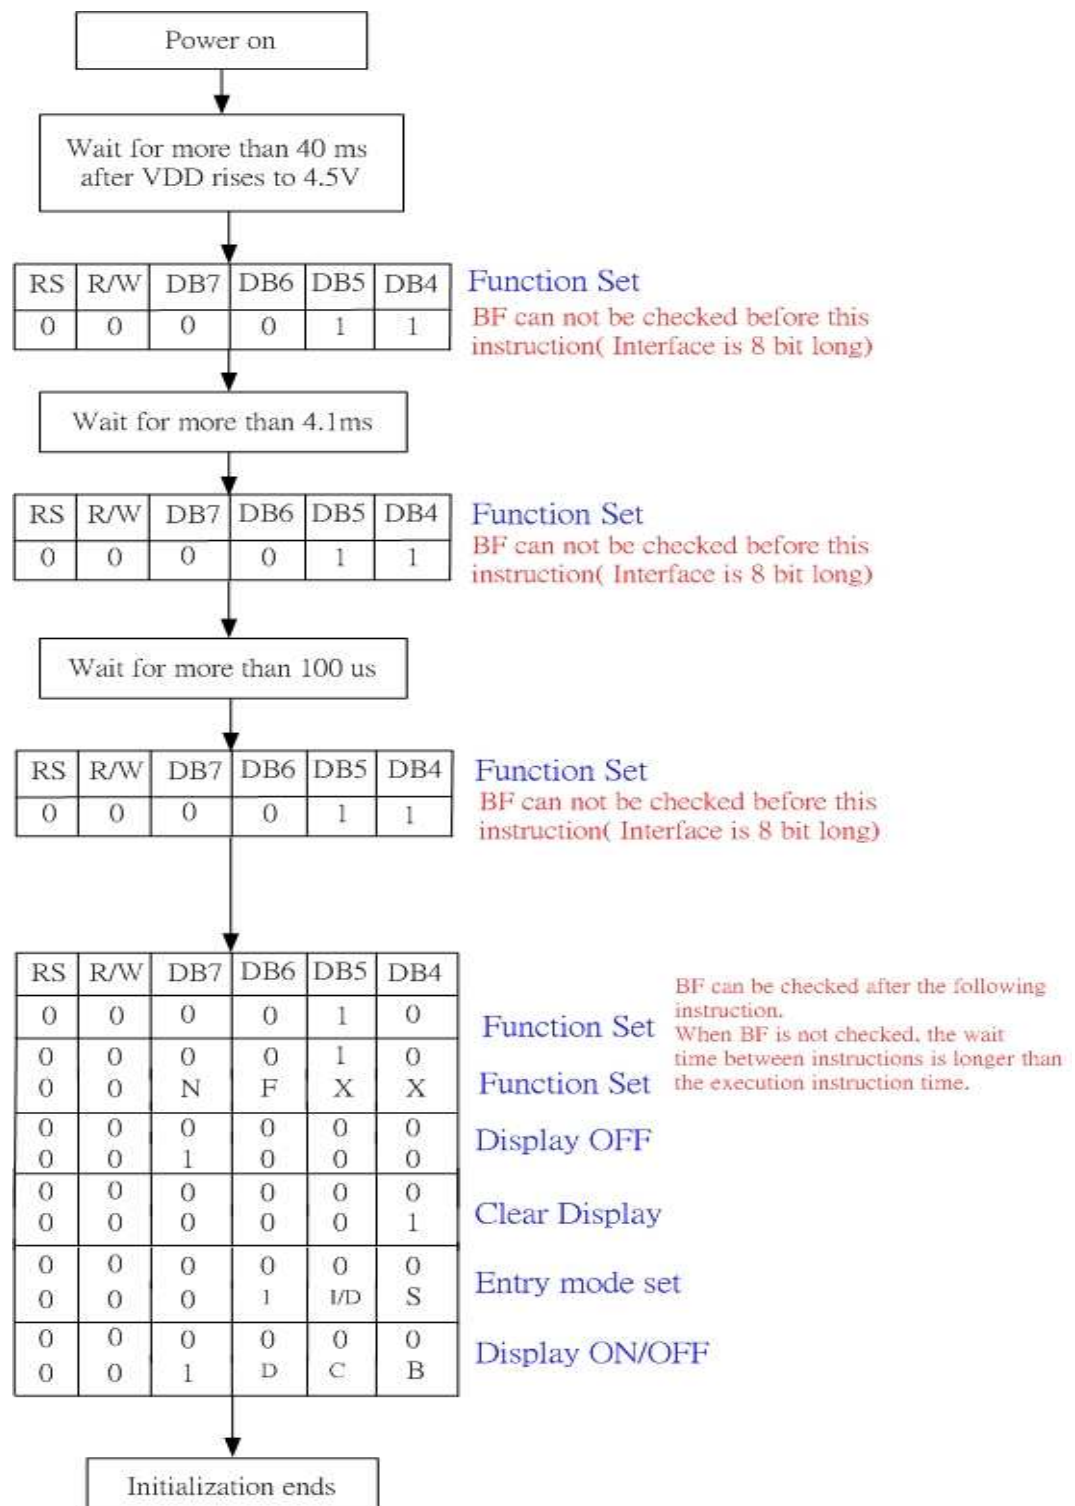 Power on
Wait for more than 40 ms
after VDD rises to 4.5V
RS R/W DB7 DB6 DB5 DB4
0 0 0 0 1 1
Function Set
BF can not be checked before this
instruction( Interface is 8 bit long)
Wait for more than 4.1ms
RS R/W DB7 DB6 DB5 DB4
0 0 0 0 1 1
Function Set
BF can not be checked before this
instruction( Interface is 8 bit long)
Wait for more than 100 us
RS R/W DB7 DB6 DB5 DB4
0 0 0 0 1 1
Function Set
BF can not be checked before this
instruction( Interface is 8 bit long)
RS R/W DB7 DB6 DB5 DB4
0 0 0 0 1 0
Function Set
BF can be checked after the following
instruction.
When BF is not checked, the wait
time between instructions is longer than
the execution instruction time.
0 0 0 0 1 0
0 0 N F X X
Function Set
0 0 0 0 0 0
0 0 1 0 0 0
Display OFF
0 0 0 0 0 0
0 0 0 0 0 1
Clear Display
0 0 0 0 0 0
0 0 0 1 I/D S
Entry mode set
0 0 0 0 0 0
0 0 1 D C B
Display ON/OFF
Initialization ends